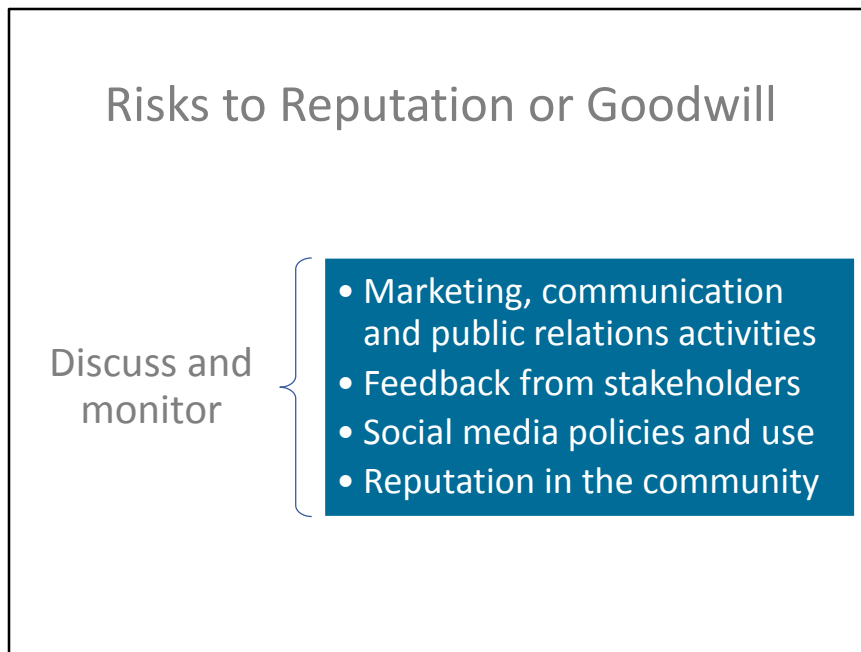 Risks to Reputation or Goodwill
Discuss and
monitor
• Marketing, communication
and public relations activities
• Feedback from stakeholders
• Social media policies and use
• Reputation in the community